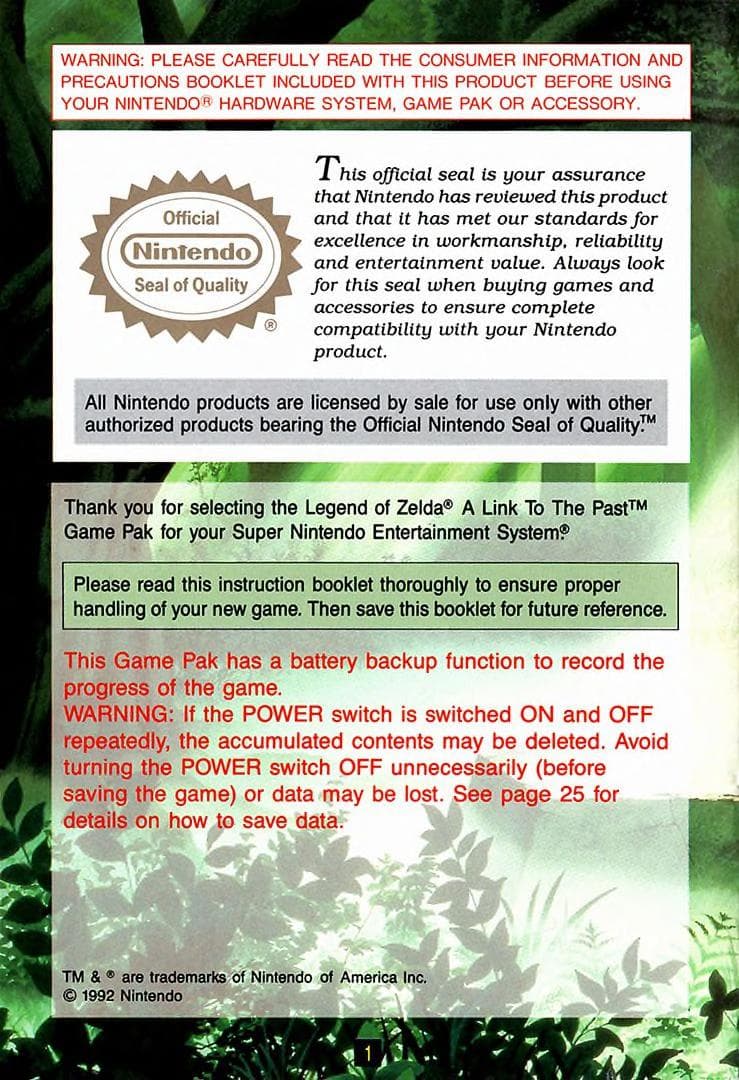 WARNING: PLEASE CAREFULLY READ THE CONSUMER INFORMATION AND
PRECAUTIONS BOOKLET INCLUDED WITH THIS PRODUCT BEFORE USING
YOUR NINTENDO® HARDWARE SYSTEM, GAME PAK OR ACCESSORY.
Official
Nintendo
Seal of Quality
®
This official seal is your assurance
that Nintendo has reviewed this product
and that it has met our standards for
excellence in workmanship, reliability
and entertainment value. Always look
for this seal when buying games and
accessories to ensure complete
compatibility with your Nintendo
product.
All Nintendo products are licensed by sale for use only with other
authorized products bearing the Official Nintendo Seal of Quality.™
Thank you for selecting the Legend of Zelda® A Link To The Past™
Game Pak for your Super Nintendo Entertainment System.®
Please read this instruction booklet thoroughly to ensure proper
handling of your new game. Then save this booklet for future reference.
This Game Pak has a battery backup function to record the
progress of the game.
WARNING: If the POWER switch is switched ON and OFF
repeatedly, the accumulated contents may be deleted. Avoid
turning the POWER switch OFF unnecessarily (before
saving the game) or data may be lost. See page 25 for
details on how to save data.
TM & ® are trademarks of Nintendo of America Inc.
© 1992 Nintendo
1